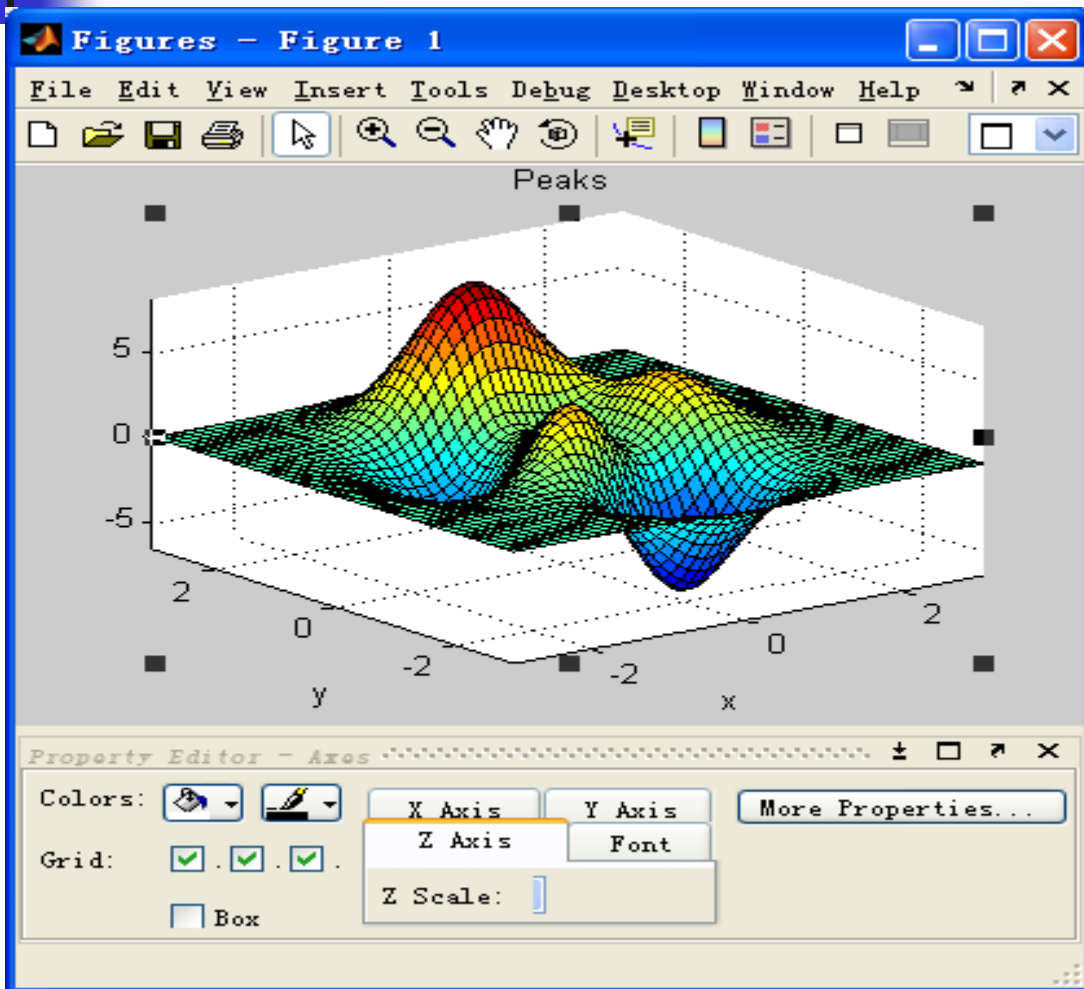 Figures - Figure 1
File Edit View Insert Tools Debug Desktop Window Help
Peaks
5
0
-5
2
0
-2
y
-2
0
2
x
Property Editor - Axes
Colors:
X Axis
Y Axis
More Properties...
Z Axis
Font
Grid:
Z Scale:
Box